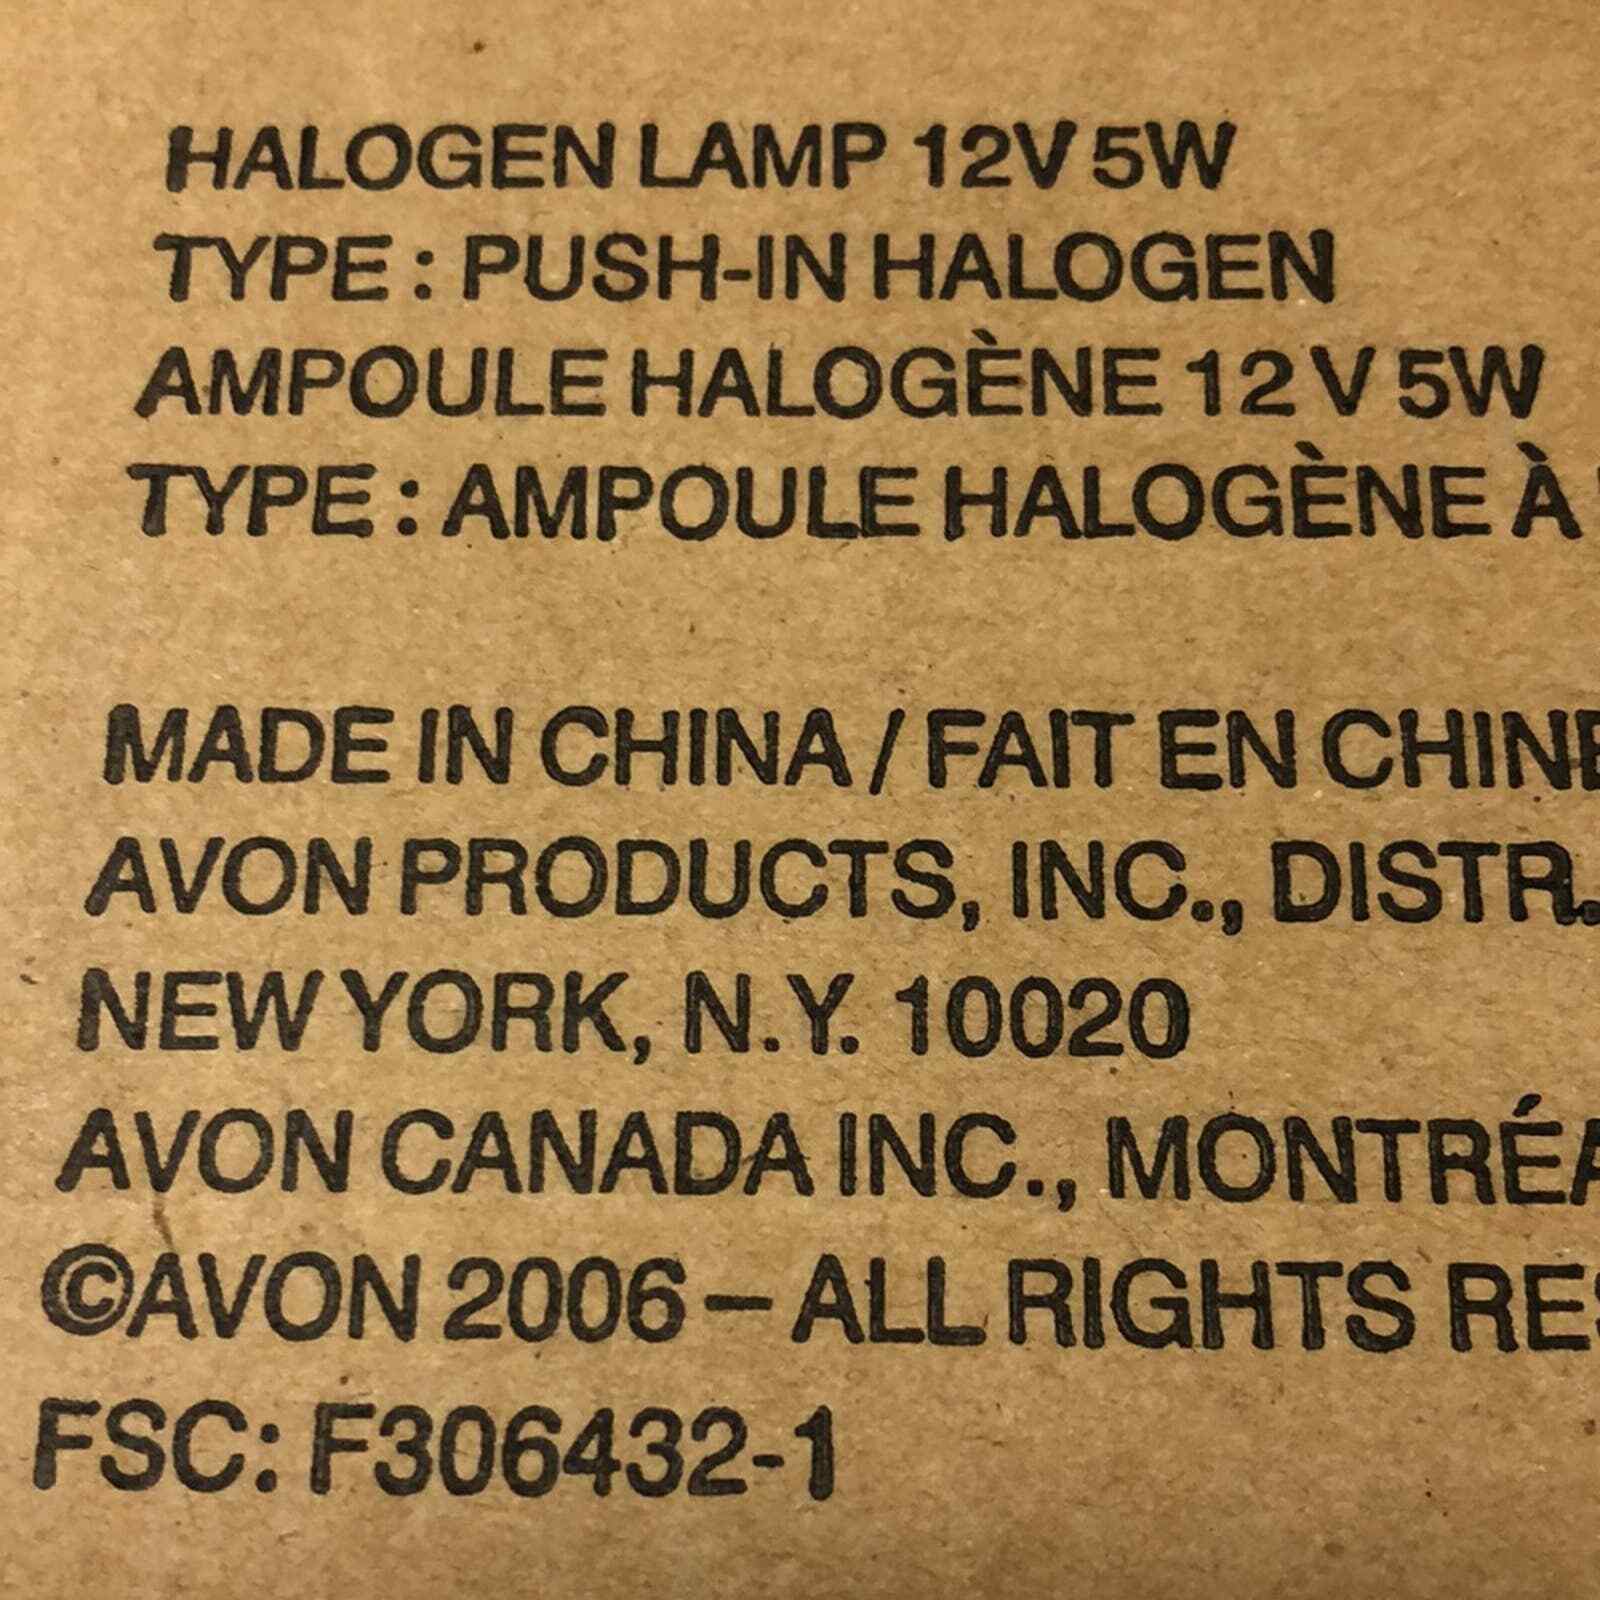 HALOGEN LAMP 12V 5W
TYPE : PUSH-IN HALOGEN
AMPOULE HALOGÈNE 12 V 5W
TYPE : AMPOULE HALOGÈNE À
MADE IN CHINA / FAIT EN CHINE
AVON PRODUCTS, INC., DISTR.
NEW YORK, N.Y. 10020
AVON CANADA INC., MONTRÉA
©AVON 2006 – ALL RIGHTS RES
FSC: F306432-1